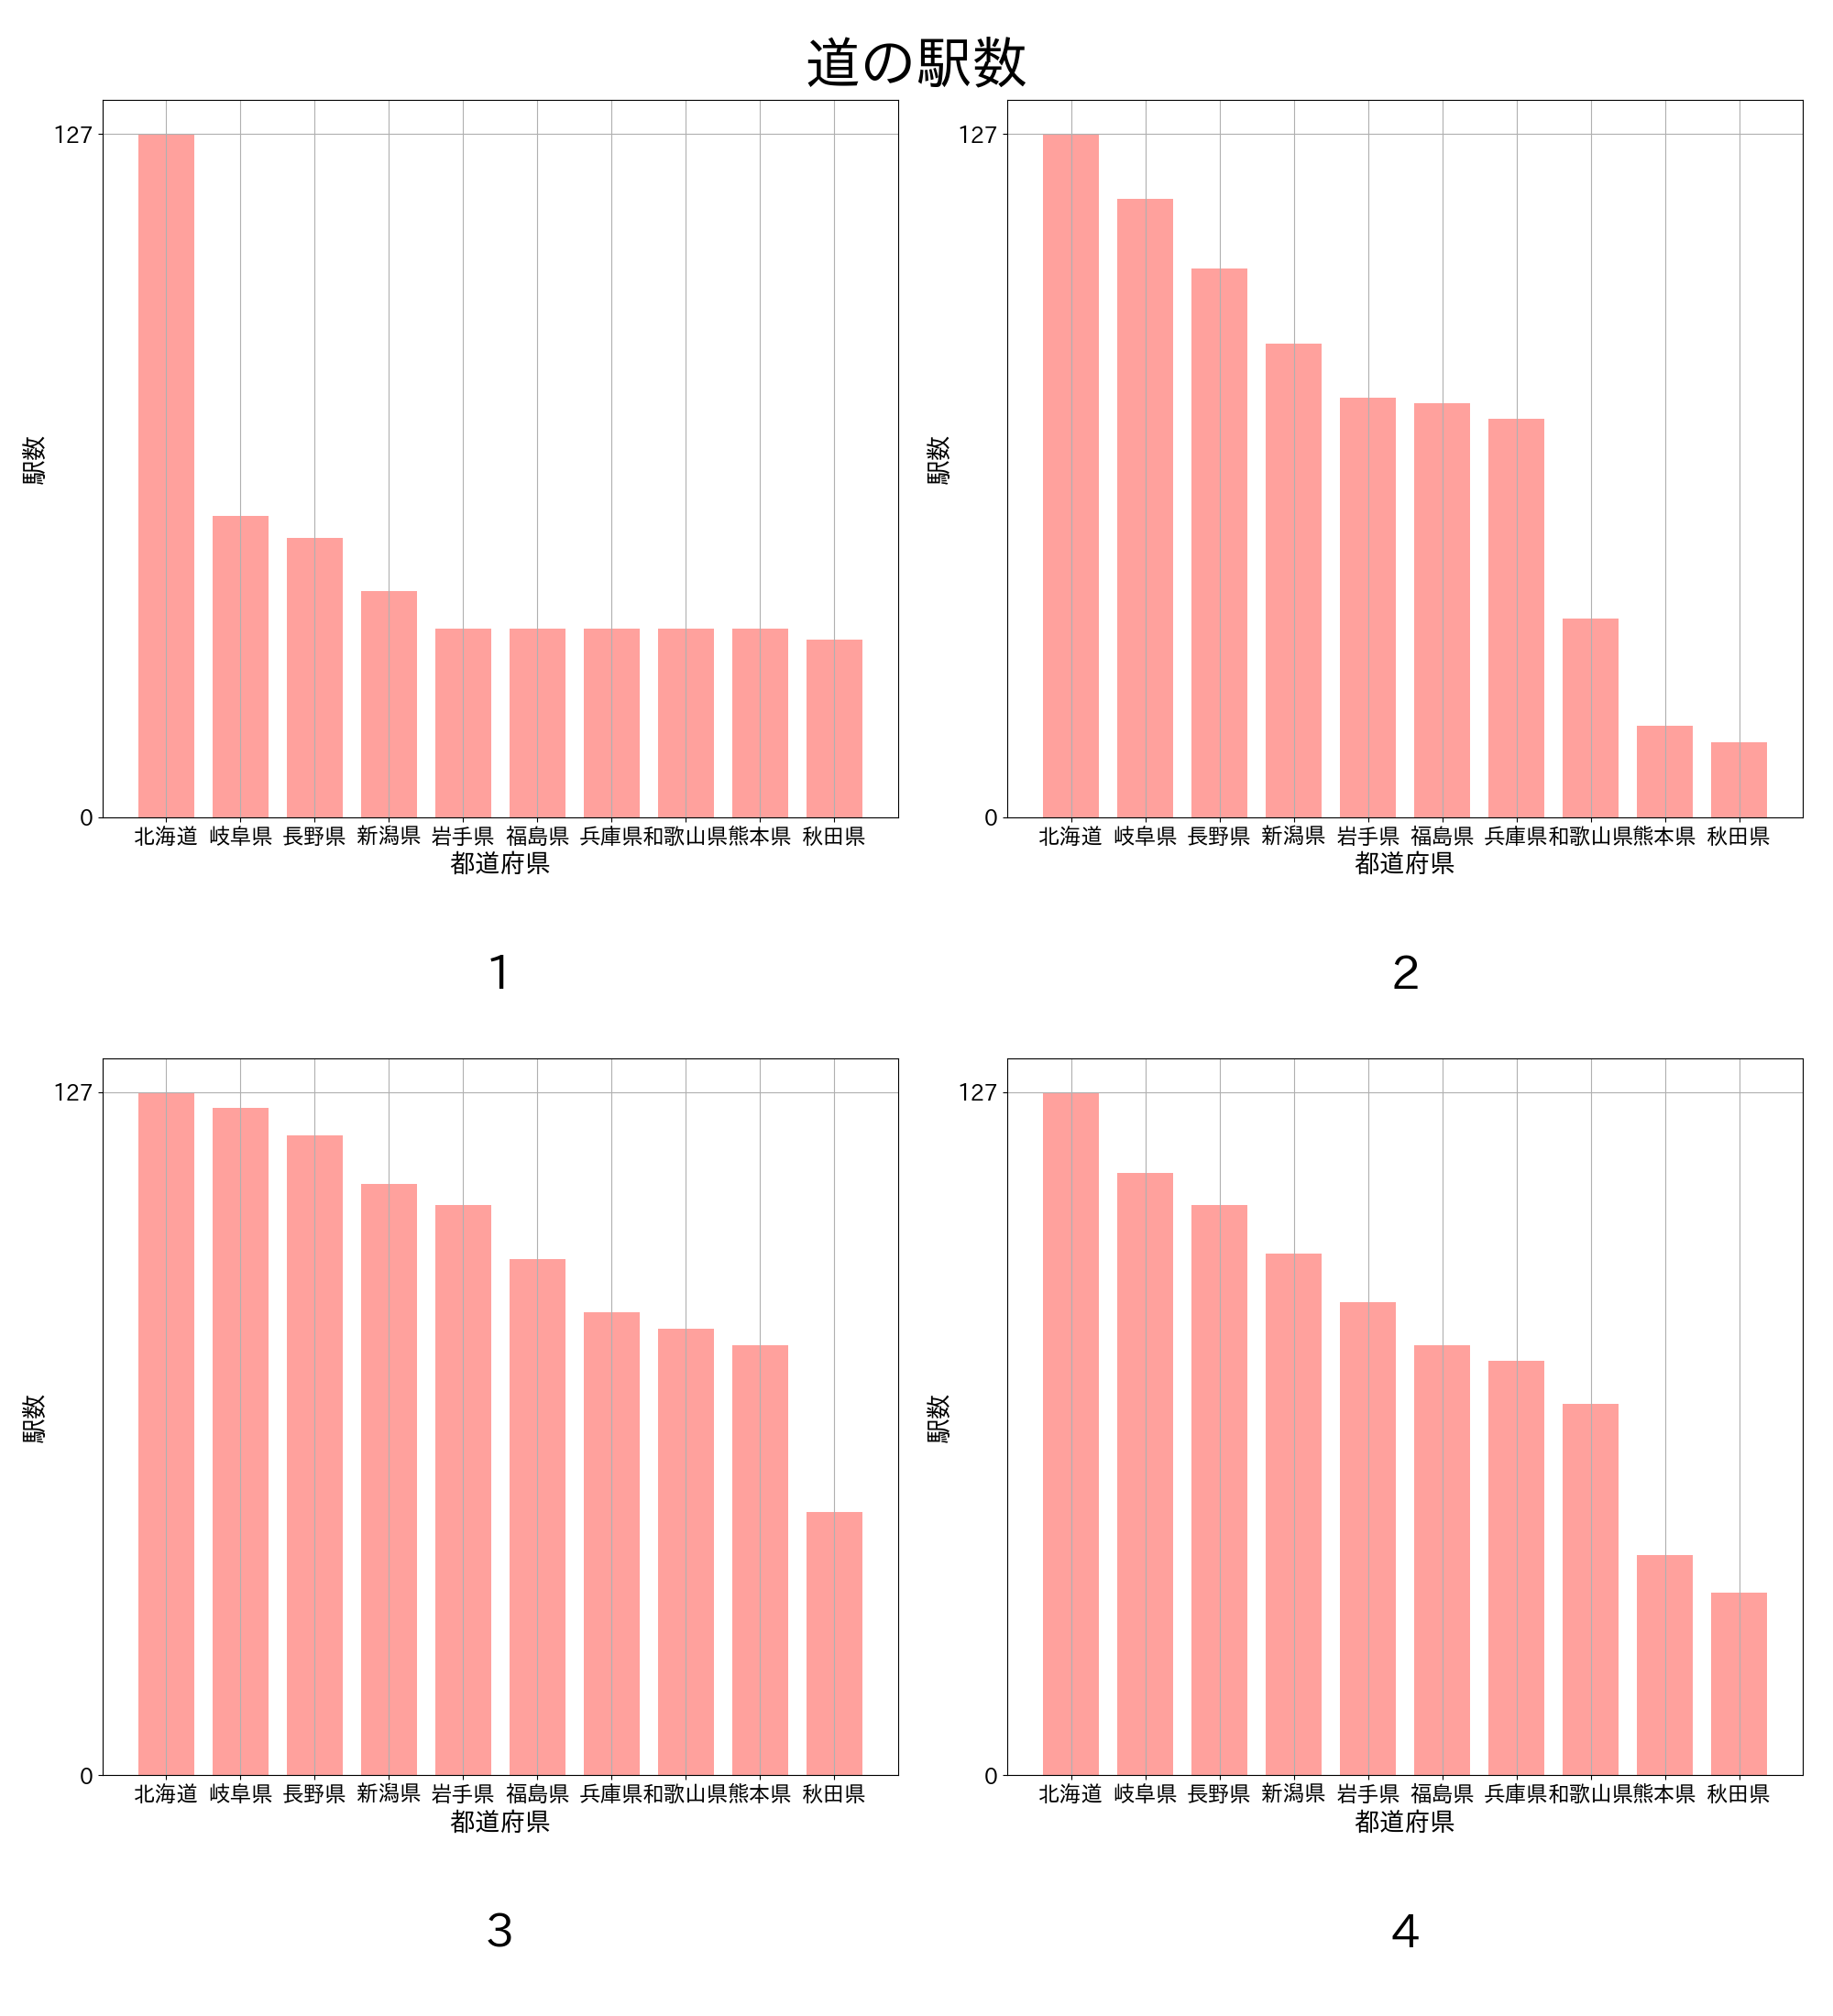 道の駅数
127
0
駅数
北海道 岐阜県 長野県 新潟県 岩手県 福島県 兵庫県 和歌山県 熊本県 秋田県
都道府県
1
127
0
駅数
北海道 岐阜県 長野県 新潟県 岩手県 福島県 兵庫県 和歌山県 熊本県 秋田県
都道府県
2
127
0
駅数
北海道 岐阜県 長野県 新潟県 岩手県 福島県 兵庫県 和歌山県 熊本県 秋田県
都道府県
3
127
0
駅数
北海道 岐阜県 長野県 新潟県 岩手県 福島県 兵庫県 和歌山県 熊本県 秋田県
都道府県
4